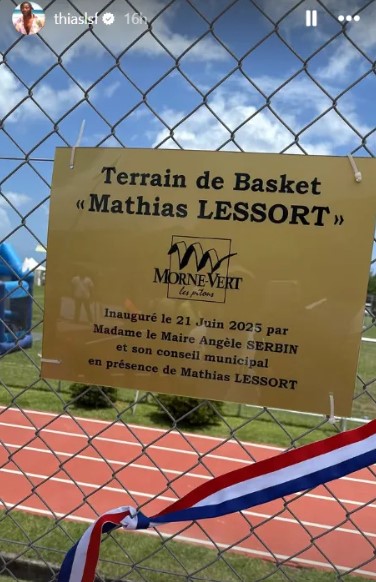 thiaslsf 16h
Terrain de Basket
«Mathias LESSORT»
MORNE-VERT
les pitons
Inauguré le 21 Juin 2025 par
Madame le Maire Angèle SERBIN
et son conseil municipal
en présence de Mathias LESSORT